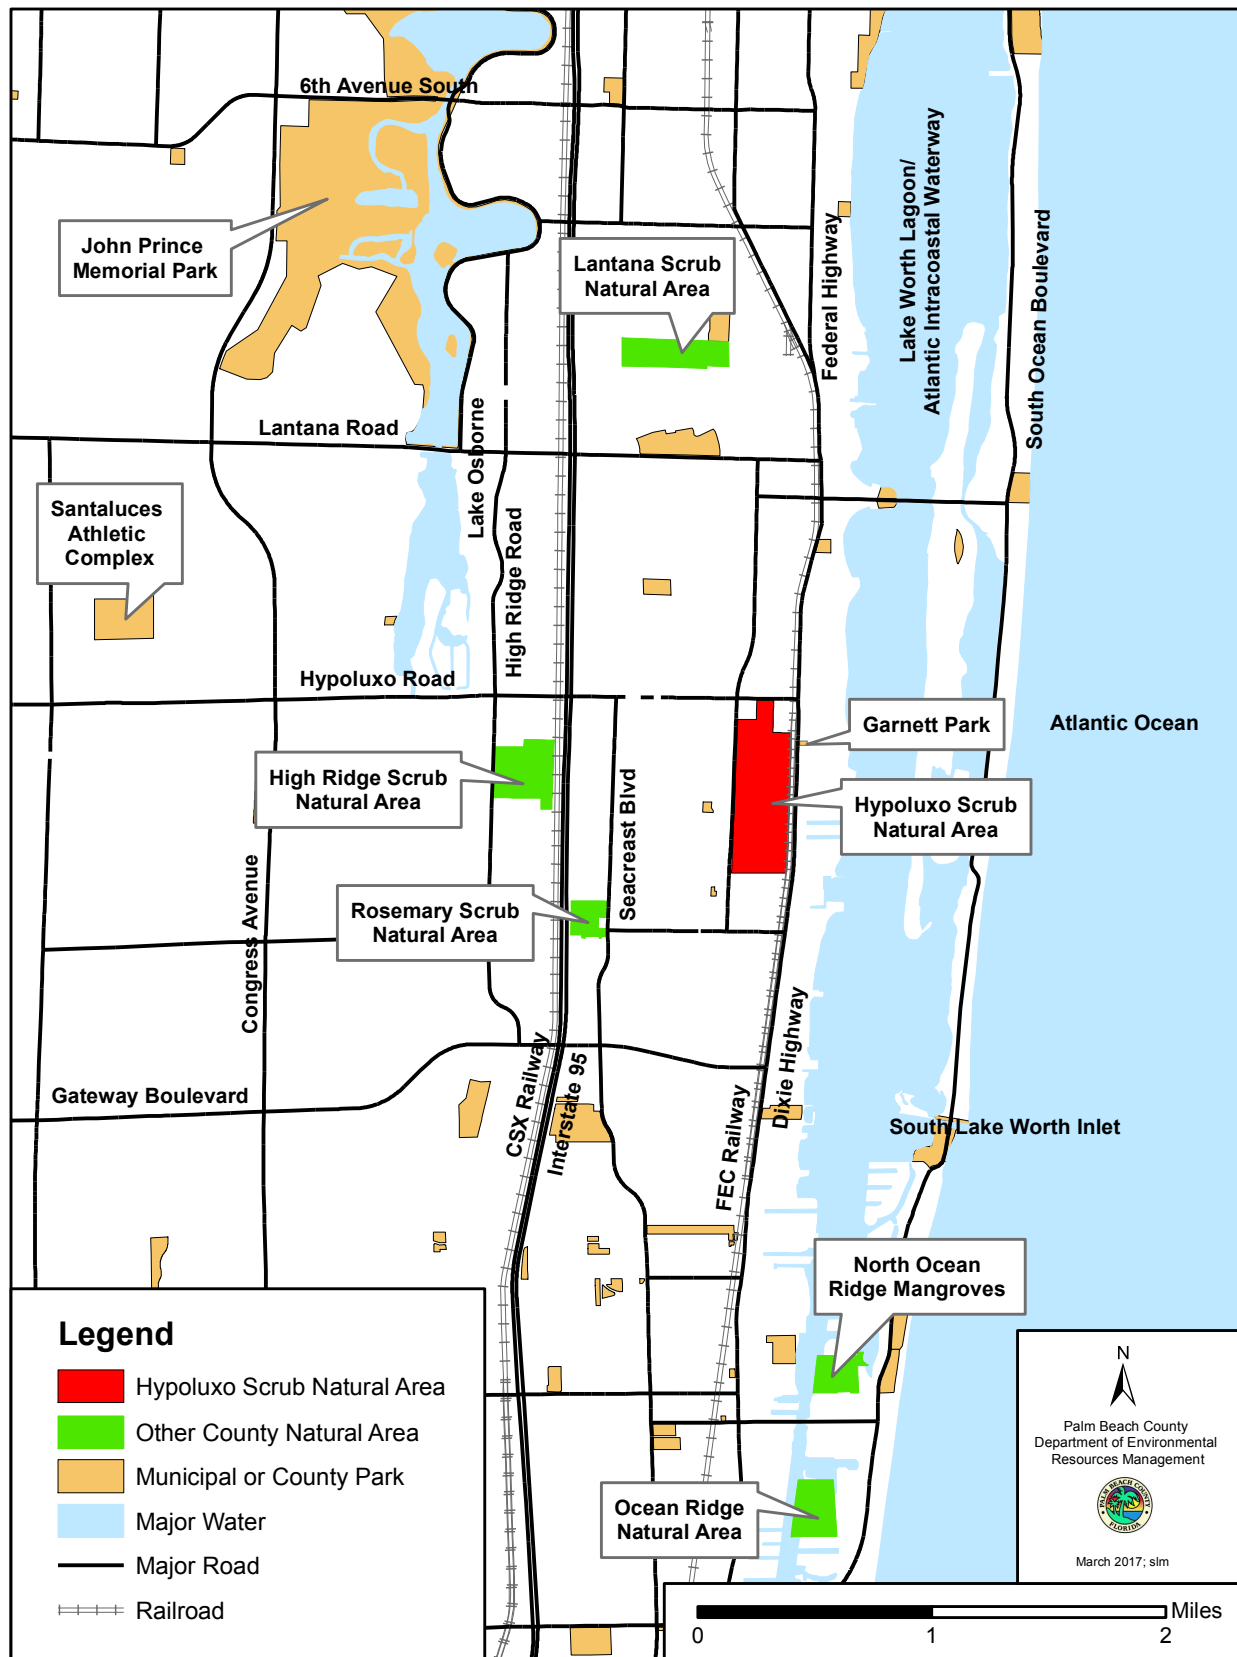 6th Avenue South
John Prince
Memorial Park
Lantana Scrub
Natural Area
Federal Highway
Lake Worth Lagoon/
Atlantic Intracoastal Waterway
South Ocean Boulevard
Lantana Road
Lake Osborne
High Ridge Road
Santaluces
Athletic
Complex
Hypoluxo Road
Garnett Park
Atlantic Ocean
High Ridge Scrub
Natural Area
Hypoluxo Scrub
Natural Area
Seacreast Blvd
Rosemary Scrub
Natural Area
Congress Avenue
Gateway Boulevard
CSX Railway
Interstate 95
FEC Railway
Dixie Highway
South Lake Worth Inlet
North Ocean
Ridge Mangroves
Ocean Ridge
Natural Area
Legend
Hypoluxo Scrub Natural Area
Other County Natural Area
Municipal or County Park
Major Water
Major Road
Railroad
N
Palm Beach County
Department of Environmental
Resources Management
PALM BEACH COUNTY
FLORIDA
March 2017; slm
Miles
0 1 2